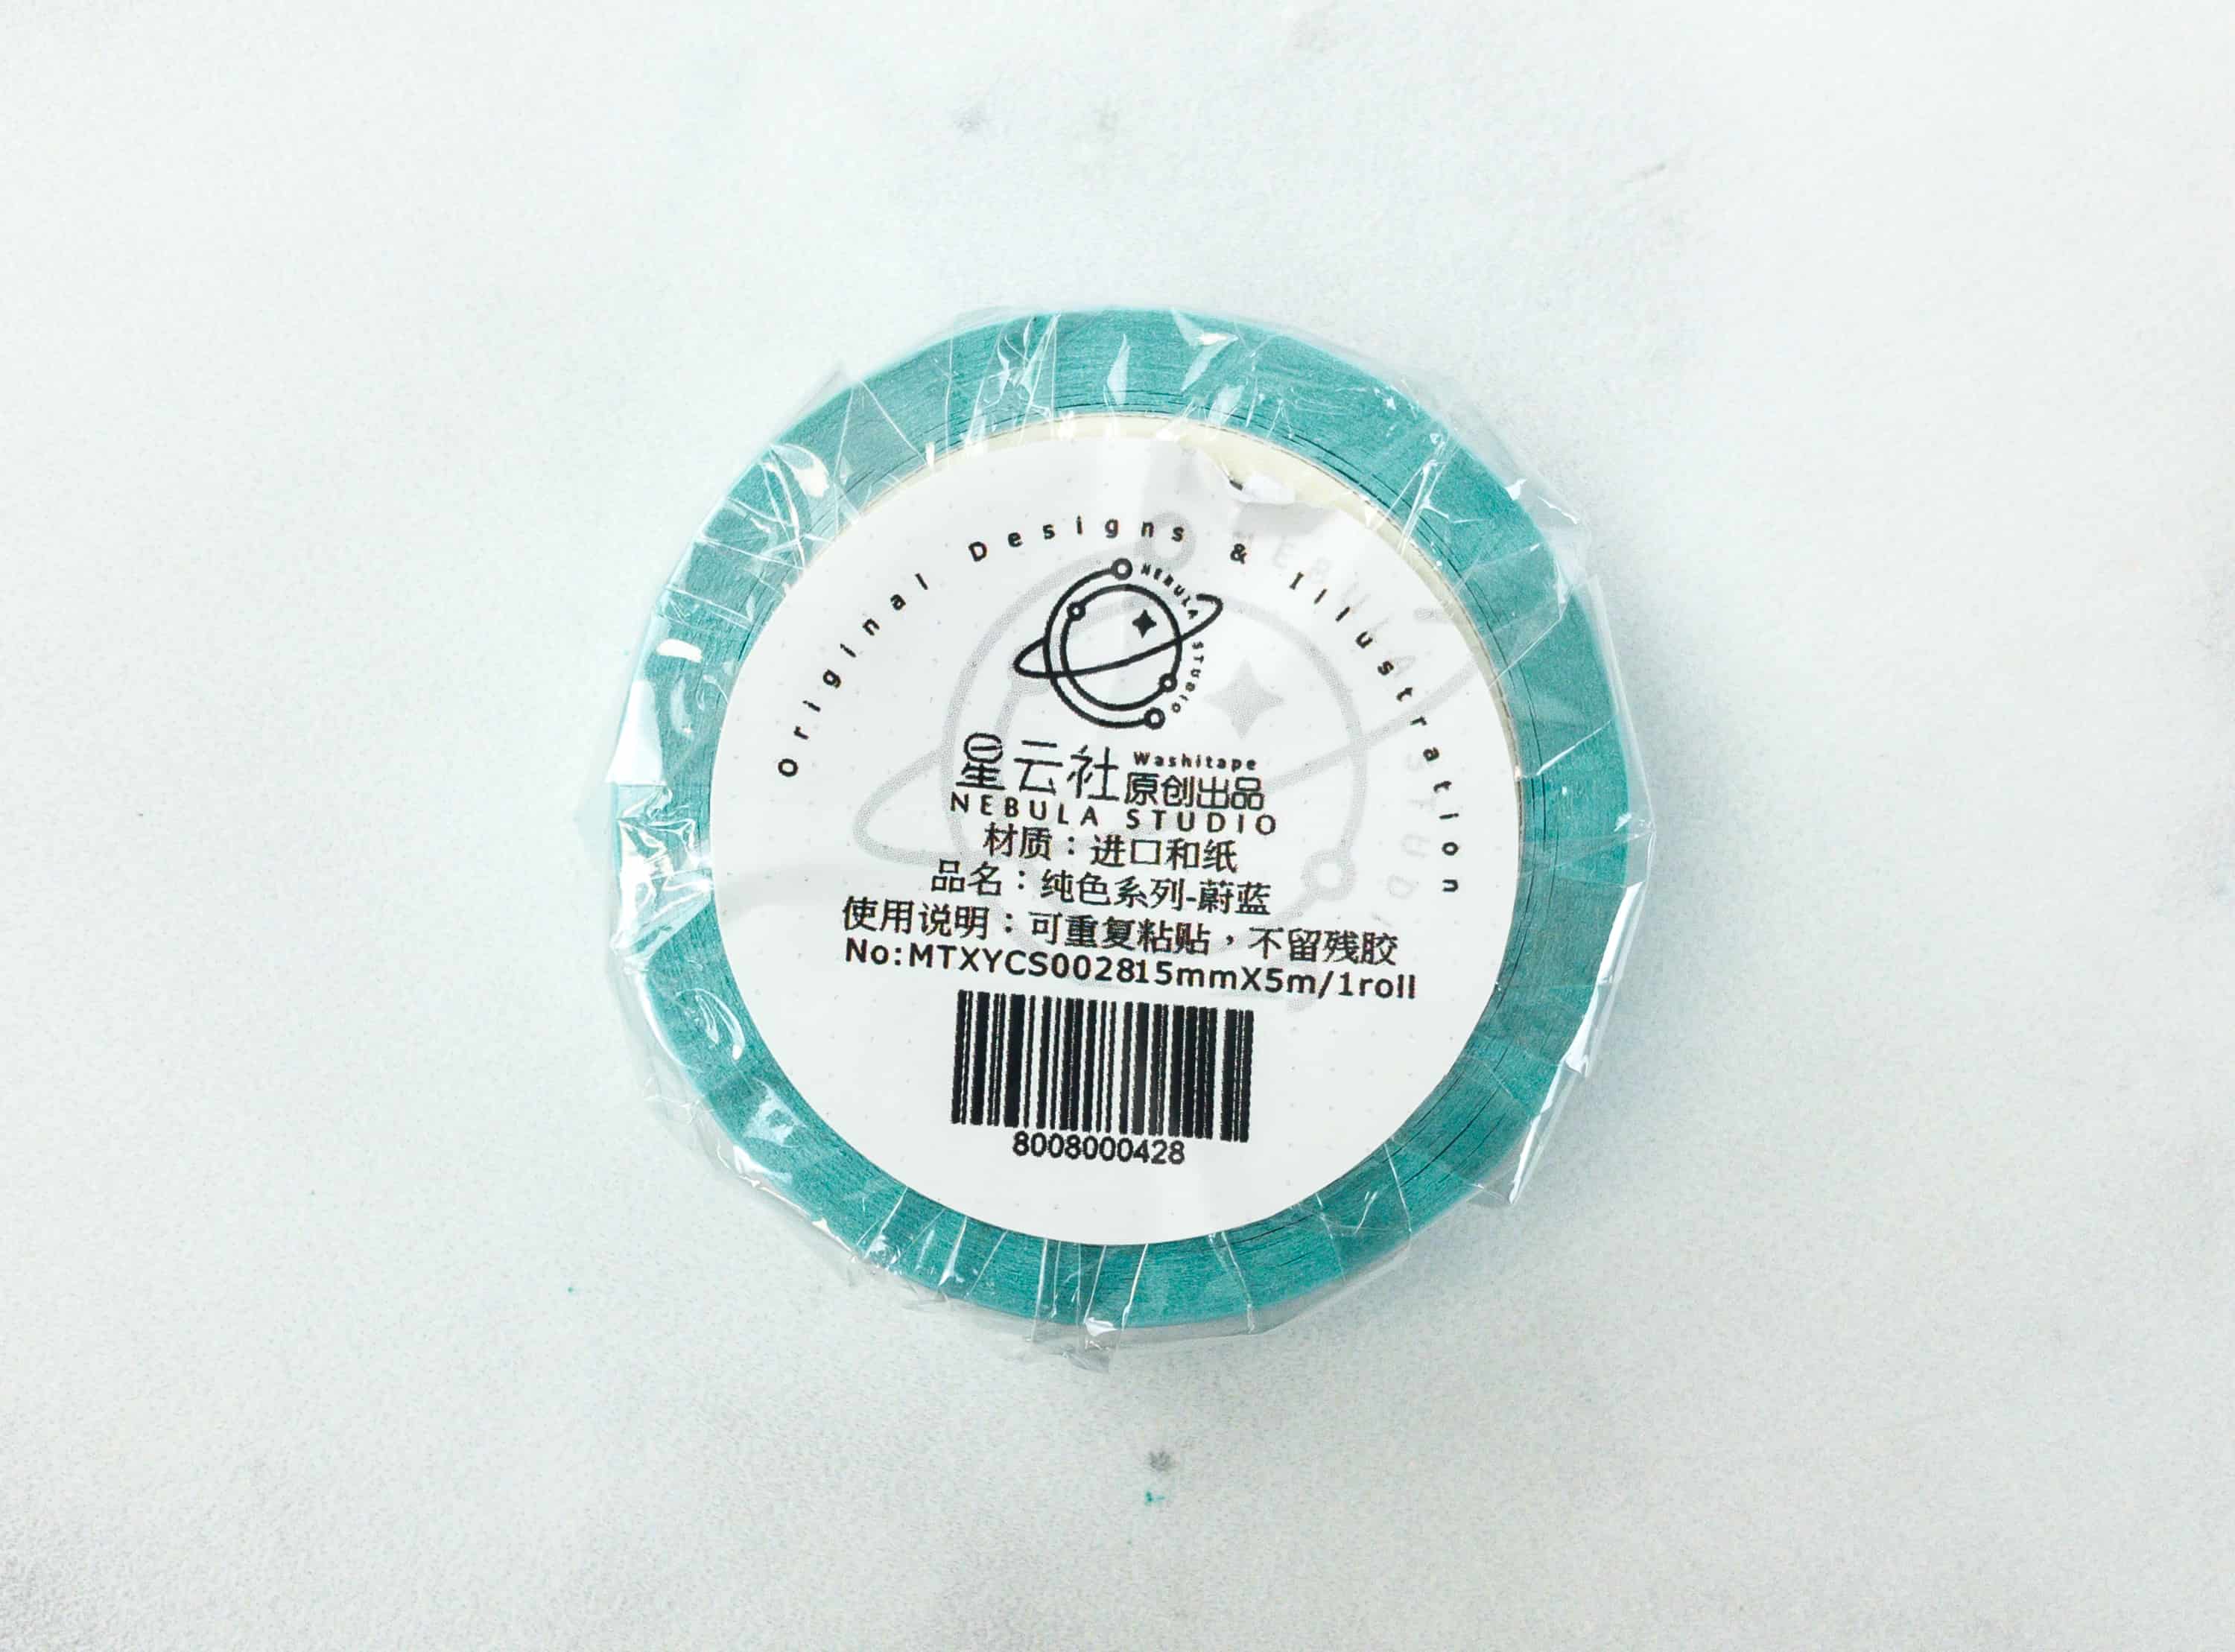 Original Designs & Illustration
NEBULA STUDIO
星云社
Washitape
原创出品
NEBULA STUDIO
材质：进口和纸
品名：纯色系列-蔚蓝
使用说明：可重复粘贴，不留残胶
No:MTXYCS002815mmX5m/1roll
8008000428